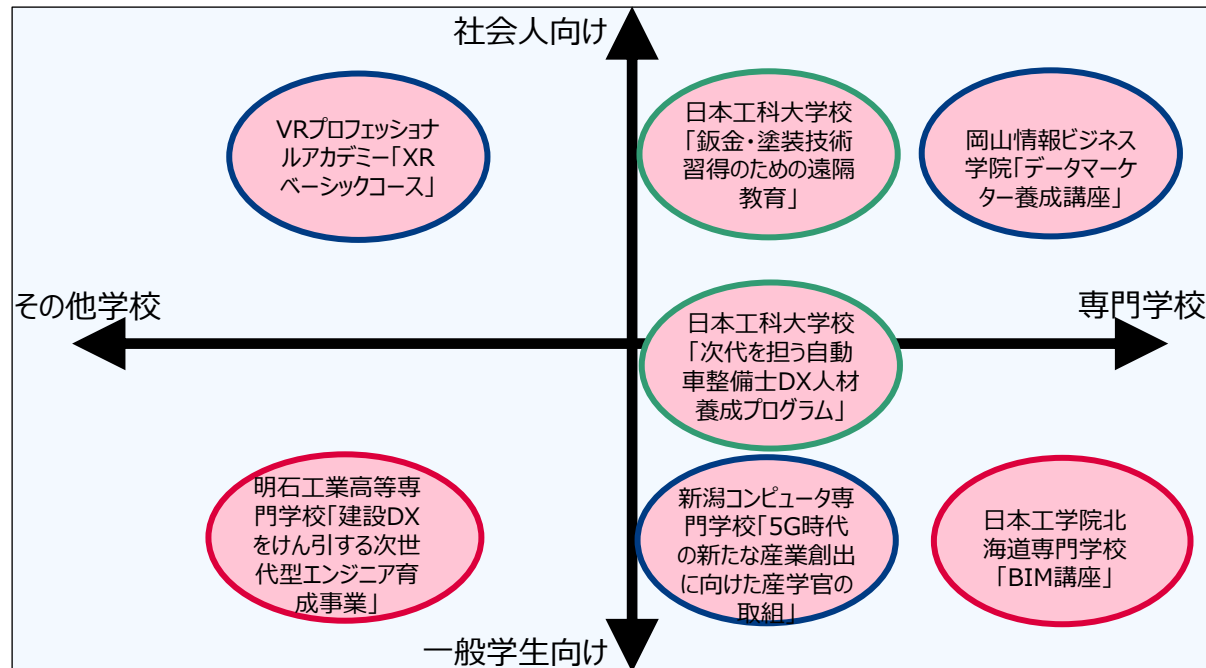 社会人向け
VRプロフェッショナ
ルアカデミー「XR
ベーシックコース」
日本工科大学校
「鈑金・塗装技術
習得のための遠隔
教育」
岡山情報ビジネス
学院「データマーケ
ター養成講座」
その他学校
専門学校
日本工科大学校
「次代を担う自動
車整備士DX人材
養成プログラム」
明石工業高等専
門学校「建設DX
をけん引する次世
代型エンジニア育
成事業」
新潟コンピュータ専
門学校「5G時代
の新たな産業創出
に向けた産学官の
取組」
日本工学院北
海道専門学校
「BIM講座」
一般学生向け